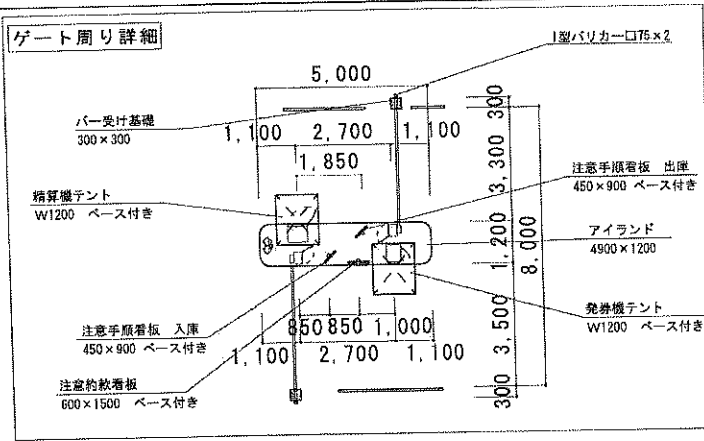 ゲート周り詳細
I型バリカー口75×2
5,000
バー受け基礎
300×300
1,100
2,700
1,100
1,850
精算機テント
W1200 ベース付き
注意手順看板 出庫
450×900 ベース付き
アイランド
4900×1200
発券機テント
W1200 ベース付き
300
3,300
1,200
8,000
3,500
300
注意手順看板 入庫
450×900 ベース付き
850
850
1,000
1,100
2,700
1,100
注意約款看板
600×1500 ベース付き